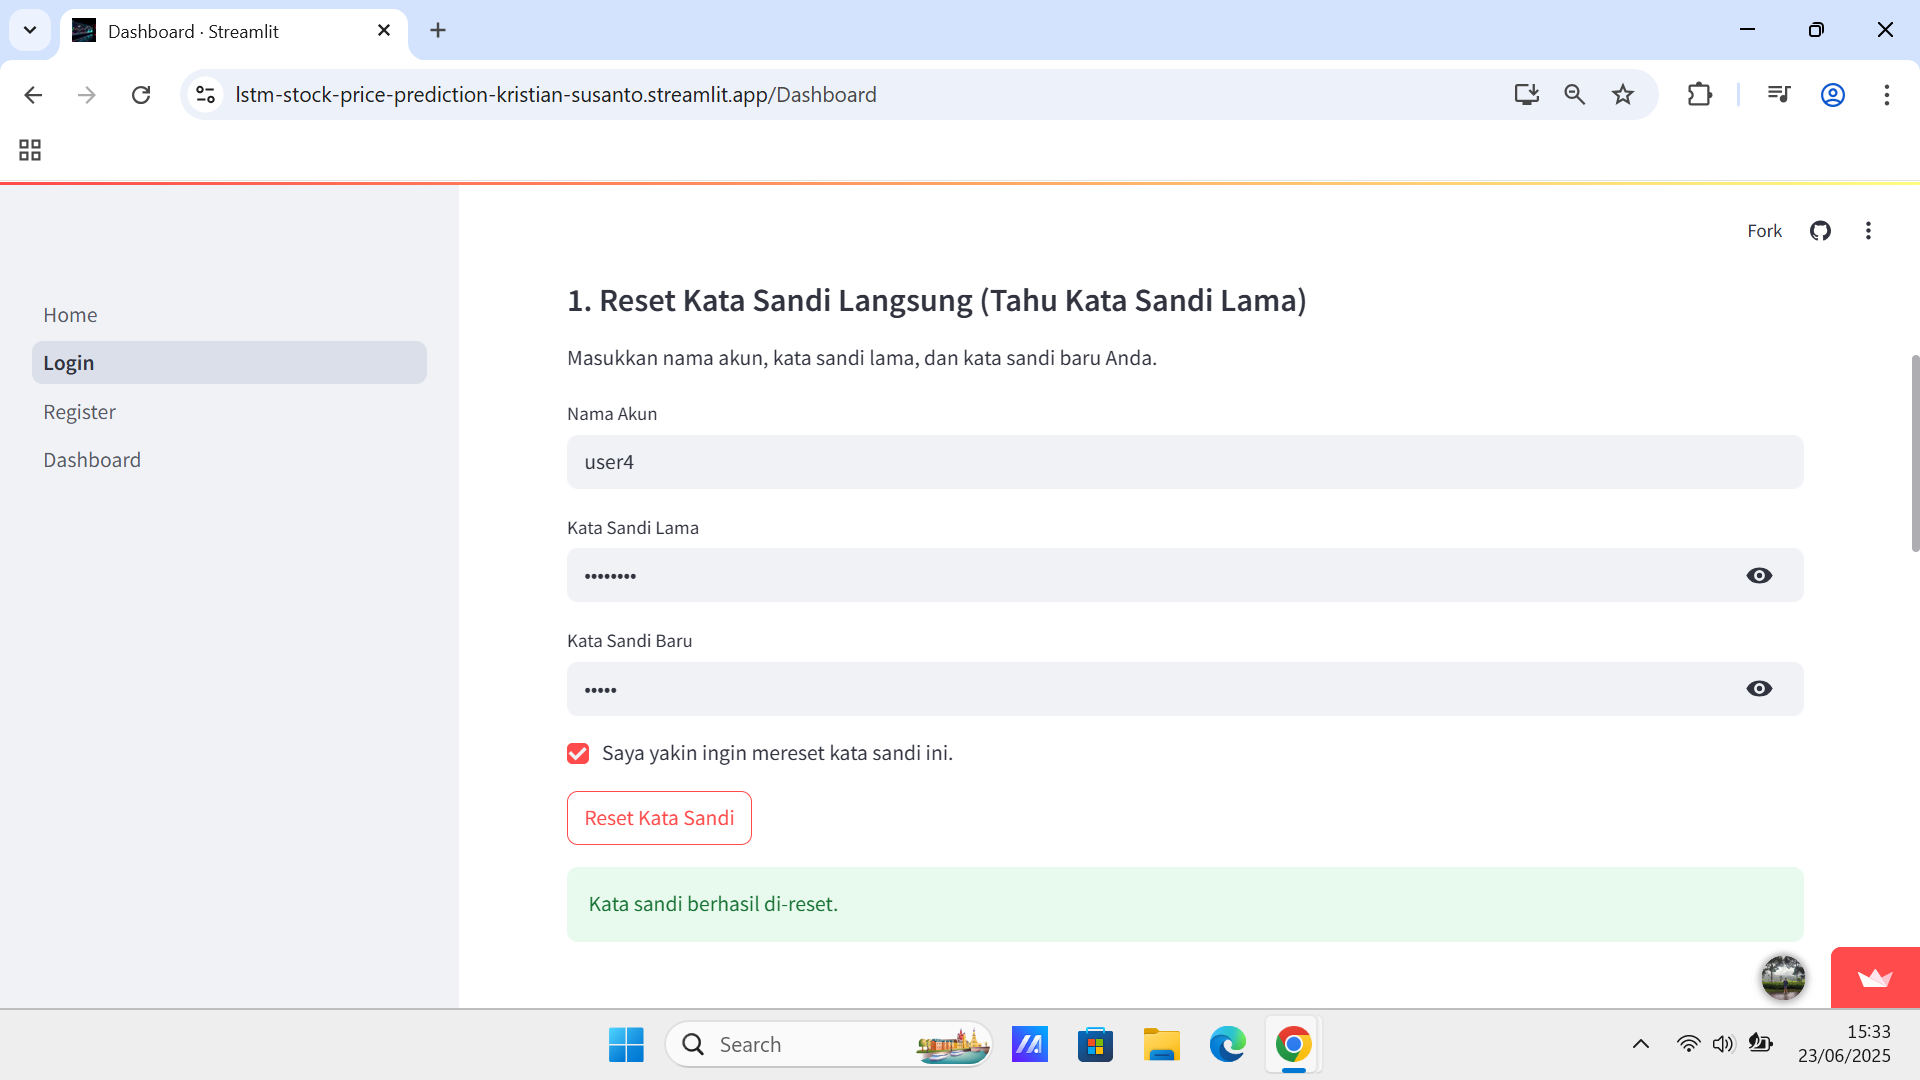 Dashboard · Streamlit
lstm-stock-price-prediction-kristian-susanto.streamlit.app/Dashboard
Fork
Home
Login
Register
Dashboard
1. Reset Kata Sandi Langsung (Tahu Kata Sandi Lama)
Masukkan nama akun, kata sandi lama, dan kata sandi baru Anda.
Nama Akun
user4
Kata Sandi Lama
••••••••
Kata Sandi Baru
•••••
Saya yakin ingin mereset kata sandi ini.
Reset Kata Sandi
Kata sandi berhasil di-reset.
Search
15:33
23/06/2025